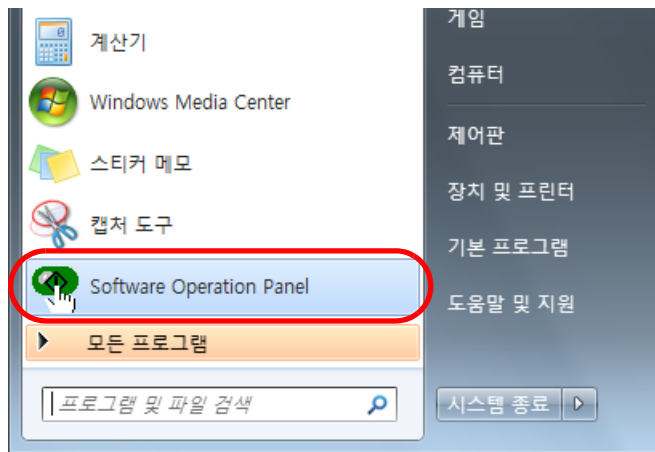 계산기
Windows Media Center
스티커 메모
캡처 도구
Software Operation Panel
모든 프로그램
프로그램 및 파일 검색
게임
컴퓨터
제어판
장치 및 프린터
기본 프로그램
도움말 및 지원
시스템 종료